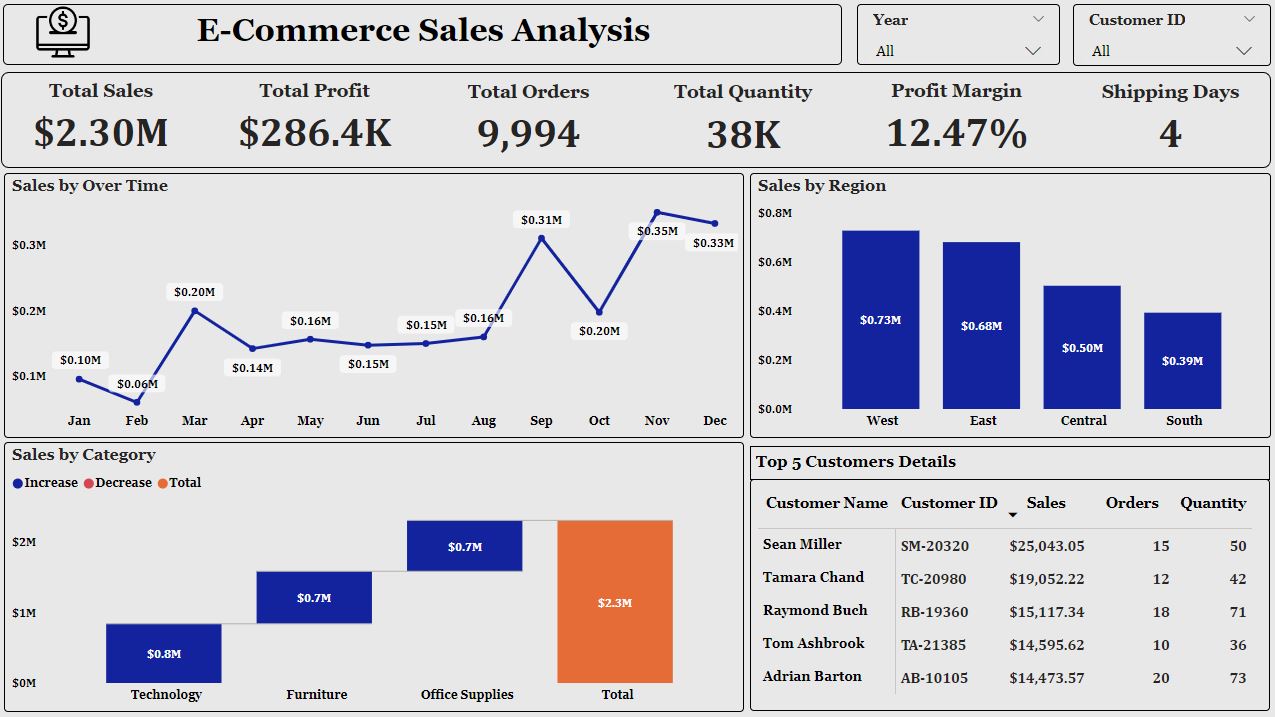 E-Commerce Sales Analysis
Year
All
Customer ID
All
Total Sales
$2.30M
Total Profit
$286.4K
Total Orders
9,994
Total Quantity
38K
Profit Margin
12.47%
Shipping Days
4
Sales by Over Time
$0.3M
$0.2M
$0.1M
$0.10M
$0.06M
$0.20M
$0.14M
$0.16M
$0.15M
$0.15M
$0.16M
$0.31M
$0.20M
$0.35M
$0.33M
Jan Feb Mar Apr May Jun Jul Aug Sep Oct Nov Dec
Sales by Region
$0.8M
$0.6M
$0.4M
$0.2M
$0.0M
$0.73M
$0.68M
$0.50M
$0.39M
West East Central South
Sales by Category
Increase Decrease Total
$2M
$1M
$0M
$0.8M
$0.7M
$0.7M
$2.3M
Technology Furniture Office Supplies Total
Top 5 Customers Details
Customer Name Customer ID Sales Orders Quantity
Sean Miller SM-20320 $25,043.05 15 50
Tamara Chand TC-20980 $19,052.22 12 42
Raymond Buch RB-19360 $15,117.34 18 71
Tom Ashbrook TA-21385 $14,595.62 10 36
Adrian Barton AB-10105 $14,473.57 20 73